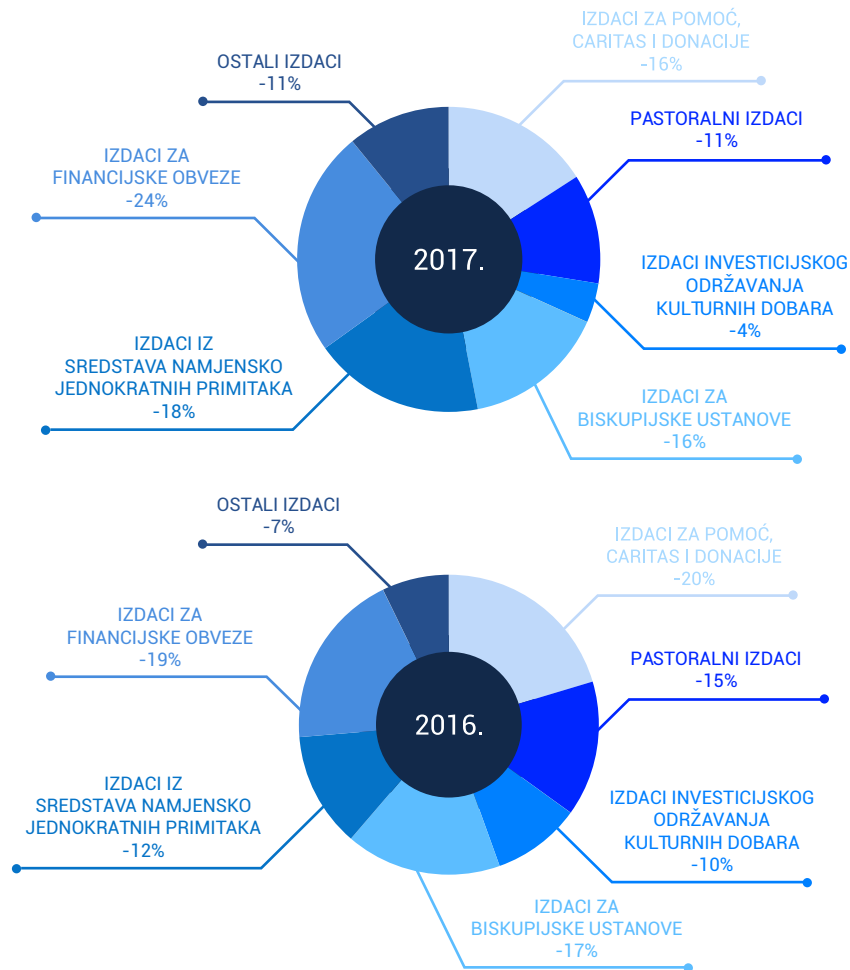 IZDACI ZA POMOĆ,
CARITAS I DONACIJE
-16%
OSTALI IZDACI
-11%
PASTORALNI IZDACI
-11%
IZDACI ZA
FINANCIJSKE OBVEZE
-24%
2017.
IZDACI INVESTICIJSKOG
ODRŽAVANJA
KULTURNIH DOBARA
-4%
IZDACI IZ
SREDSTAVA NAMJENSKO
JEDNOKRATNIH PRIMITAKA
-18%
IZDACI ZA
BISKUPIJSKE USTANOVE
-16%
OSTALI IZDACI
-7%
IZDACI ZA POMOĆ,
CARITAS I DONACIJE
-20%
IZDACI ZA
FINANCIJSKE OBVEZE
-19%
PASTORALNI IZDACI
-15%
2016.
IZDACI IZ
SREDSTAVA NAMJENSKO
JEDNOKRATNIH PRIMITAKA
-12%
IZDACI INVESTICIJSKOG
ODRŽAVANJA
KULTURNIH DOBARA
-10%
IZDACI ZA
BISKUPIJSKE USTANOVE
-17%